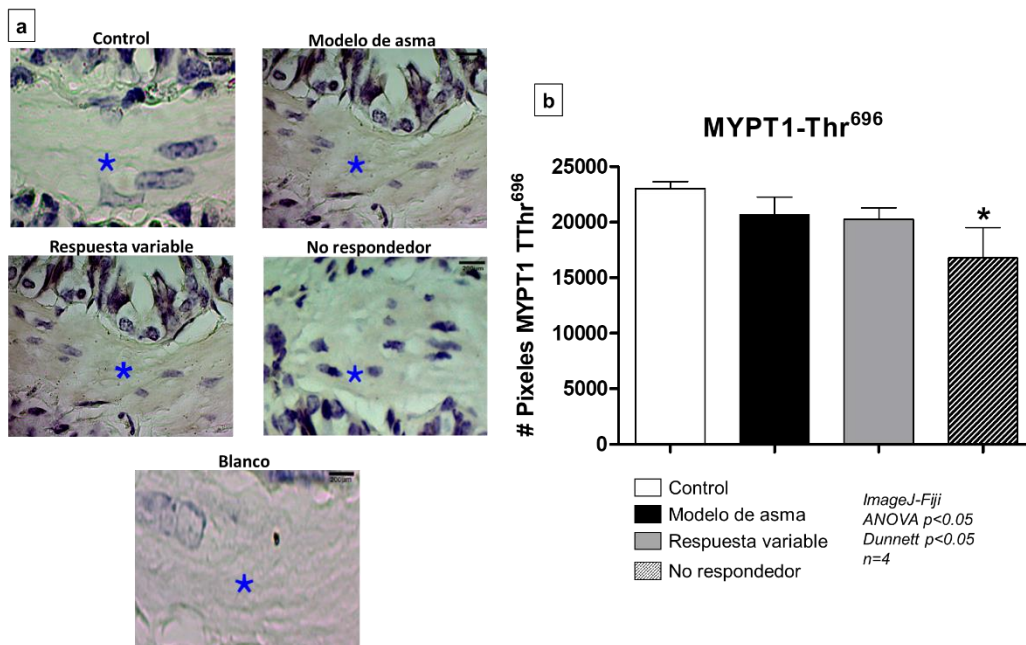 a
Control
Modelo de asma
Respuesta variable
No respondedor
Blanco
200um
b
MYPT1-Thr696
# Pixeles MYPT1 TThr696
25000
20000
15000
10000
5000
0
*
Control
Modelo de asma
Respuesta variable
No respondedor
ImageJ-Fiji
ANOVA p<0.05
Dunnett p<0.05
n=4